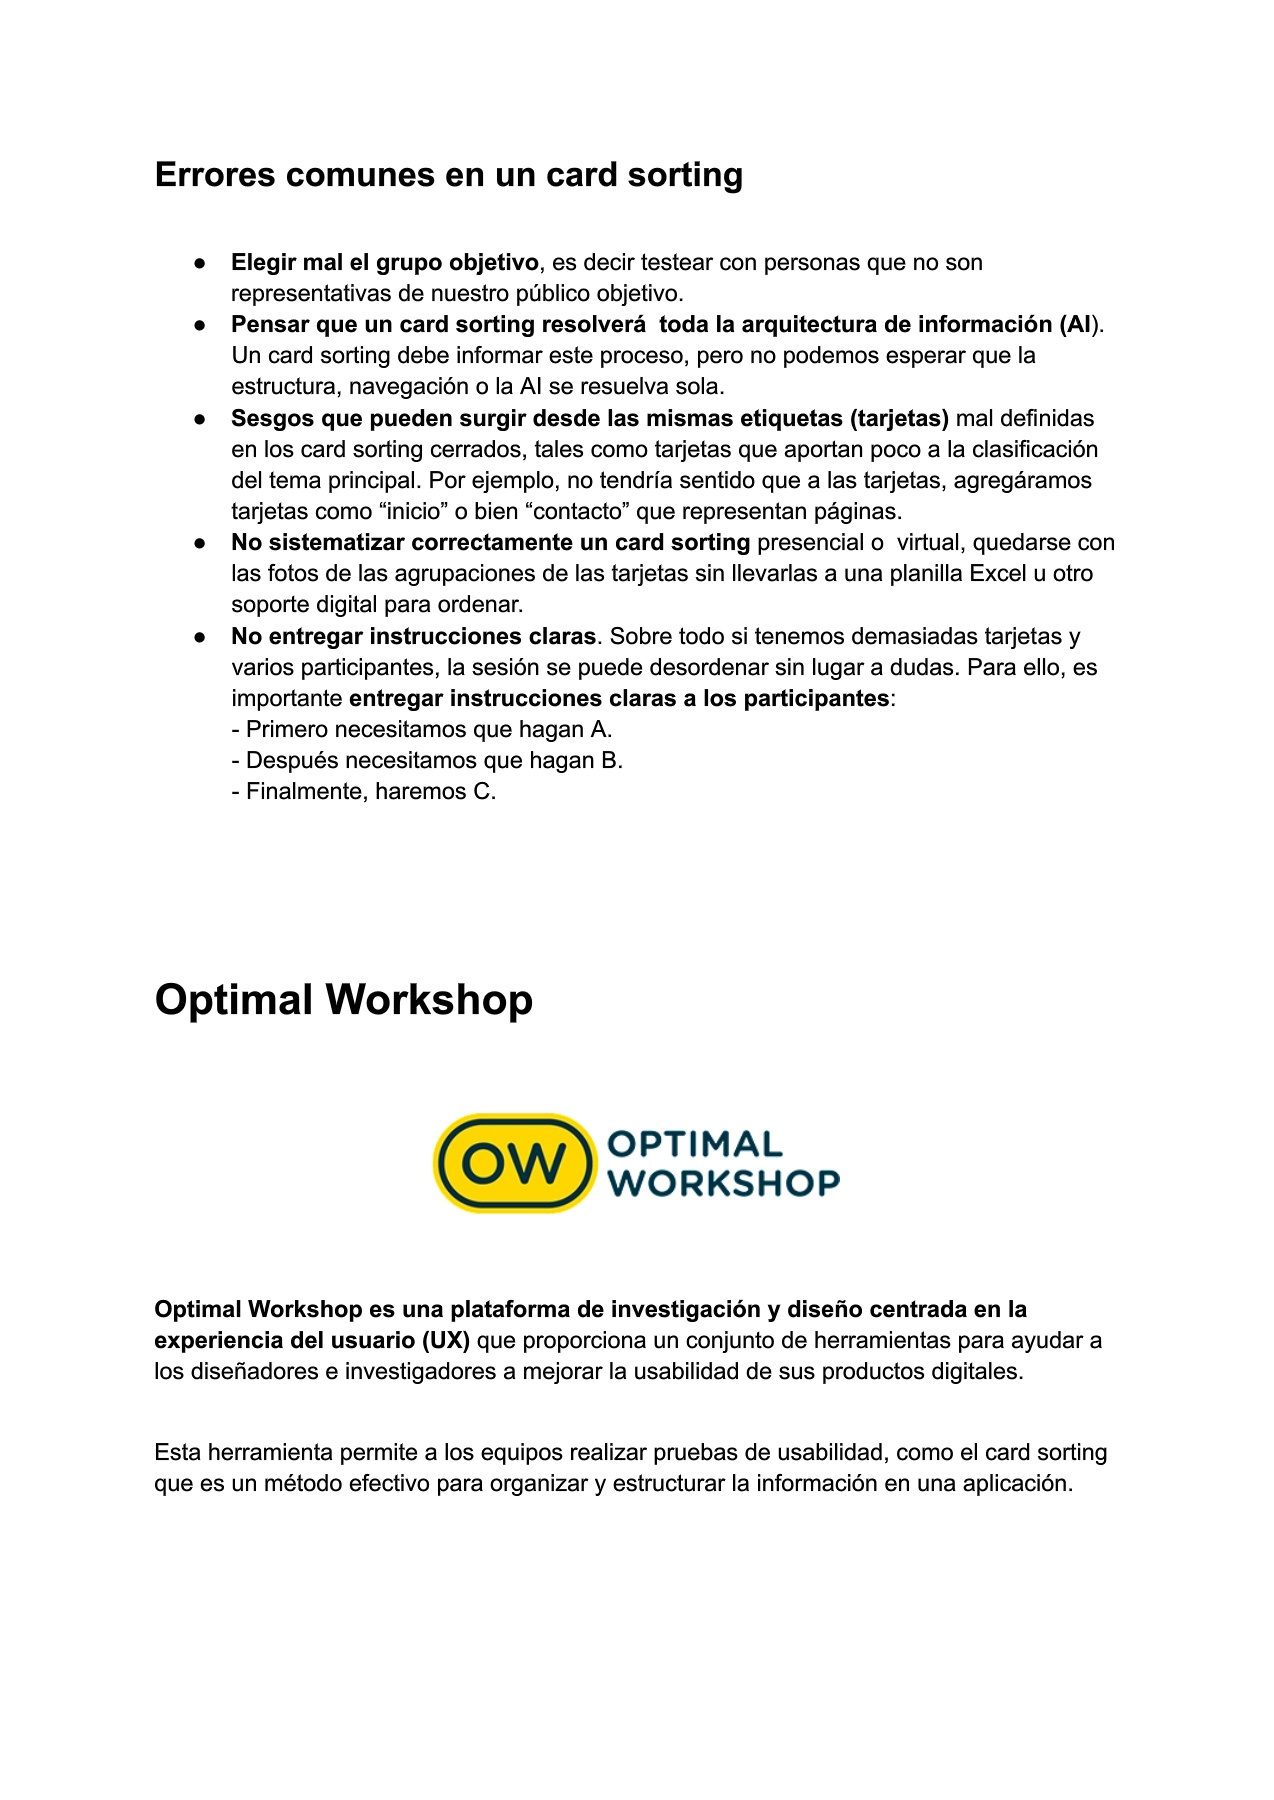 Errores comunes en un card sorting
● Elegir mal el grupo objetivo, es decir testear con personas que no son
representativas de nuestro público objetivo.
● Pensar que un card sorting resolverá  toda la arquitectura de información (AI).
Un card sorting debe informar este proceso, pero no podemos esperar que la
estructura, navegación o la AI se resuelva sola.
● Sesgos que pueden surgir desde las mismas etiquetas (tarjetas) mal definidas
en los card sorting cerrados, tales como tarjetas que aportan poco a la clasificación
del tema principal. Por ejemplo, no tendría sentido que a las tarjetas, agregáramos
tarjetas como “inicio” o bien “contacto” que representan páginas.
● No sistematizar correctamente un card sorting presencial o  virtual, quedarse con
las fotos de las agrupaciones de las tarjetas sin llevarlas a una planilla Excel u otro
soporte digital para ordenar.
● No entregar instrucciones claras. Sobre todo si tenemos demasiadas tarjetas y
varios participantes, la sesión se puede desordenar sin lugar a dudas. Para ello, es
importante entregar instrucciones claras a los participantes:
- Primero necesitamos que hagan A.
- Después necesitamos que hagan B.
- Finalmente, haremos C.
Optimal Workshop
OW
OPTIMAL
WORKSHOP
Optimal Workshop es una plataforma de investigación y diseño centrada en la
experiencia del usuario (UX) que proporciona un conjunto de herramientas para ayudar a
los diseñadores e investigadores a mejorar la usabilidad de sus productos digitales.
Esta herramienta permite a los equipos realizar pruebas de usabilidad, como el card sorting
que es un método efectivo para organizar y estructurar la información en una aplicación.